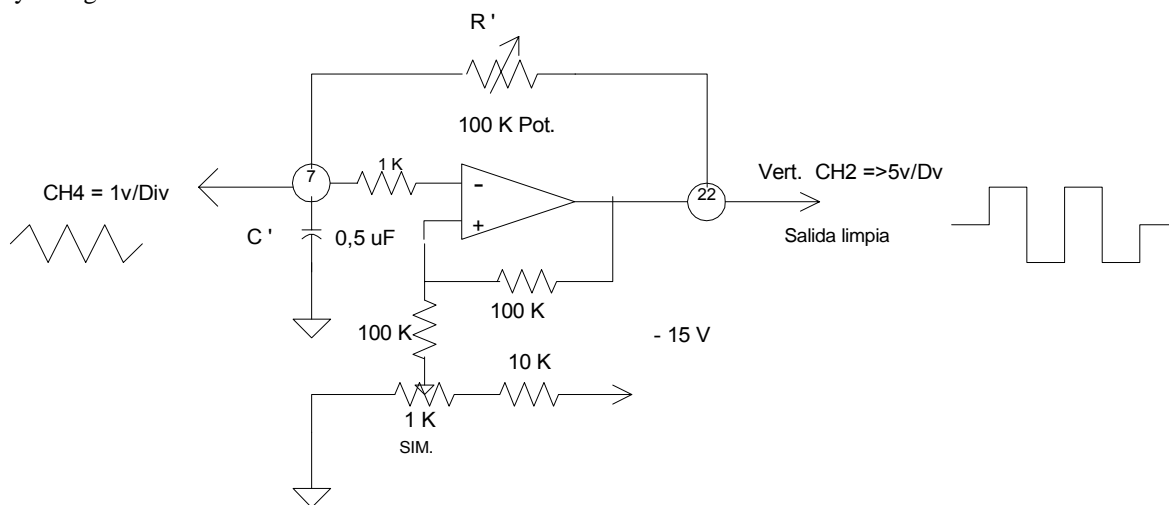 R '
100 K Pot.
7
1 K
-
+
22
CH4 = 1v/Div
Vert. CH2 =>5v/Dv
Salida limpia
C '
0,5 uF
100 K
100 K
- 15 V
10 K
1 K
SIM.